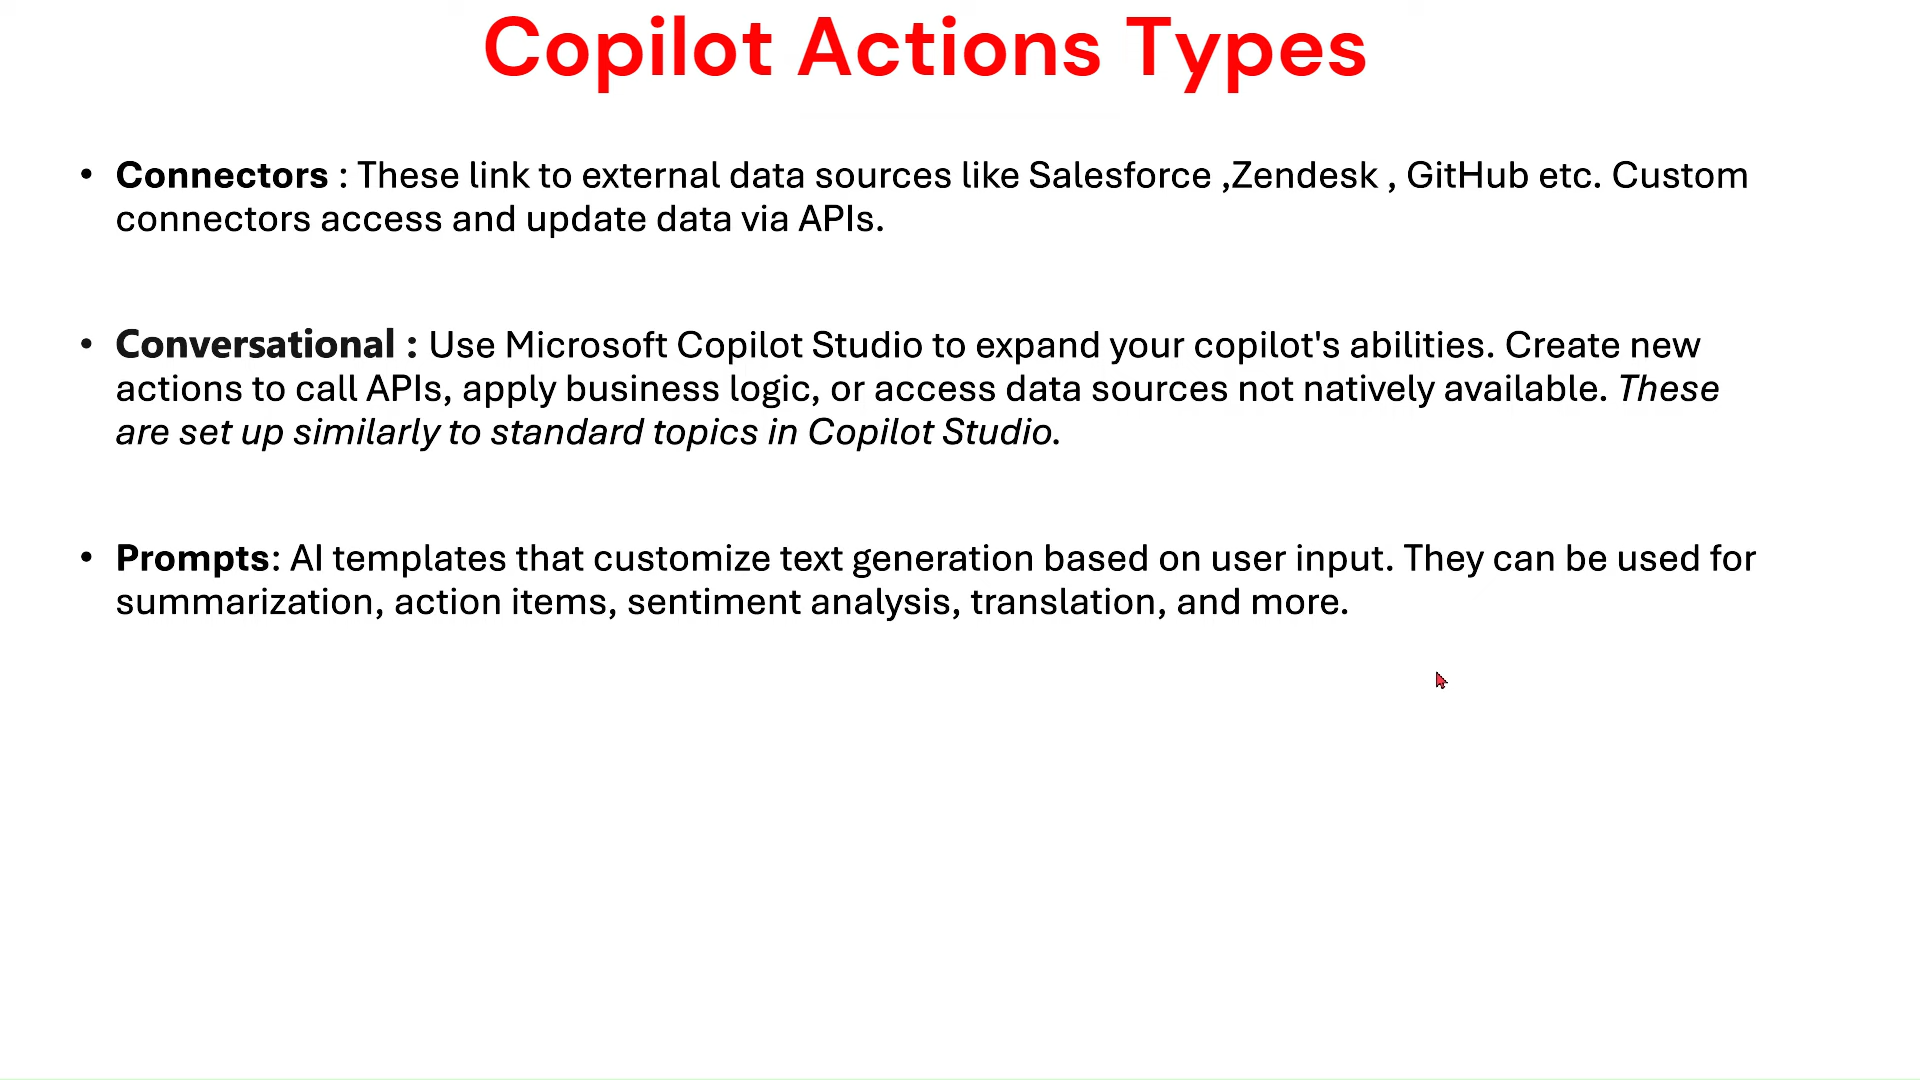 Copilot Actions Types
• Connectors : These link to external data sources like Salesforce ,Zendesk , GitHub etc. Custom
connectors access and update data via APIs.
• Conversational : Use Microsoft Copilot Studio to expand your copilot's abilities. Create new
actions to call APIs, apply business logic, or access data sources not natively available. These
are set up similarly to standard topics in Copilot Studio.
• Prompts: AI templates that customize text generation based on user input. They can be used for
summarization, action items, sentiment analysis, translation, and more.